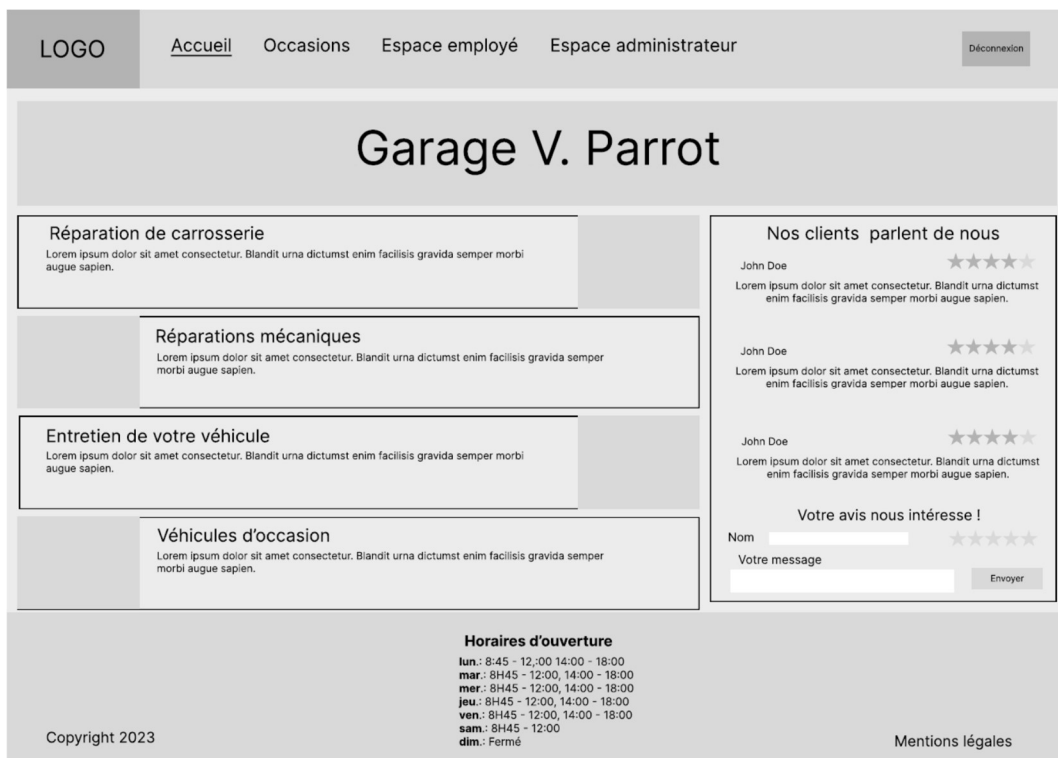 LOGO
Accueil
Occasions
Espace employé
Espace administrateur
Déconnexion
Garage V. Parrot
Réparation de carrosserie
Lorem ipsum dolor sit amet consectetur. Blandit urna dictumst enim facilisis gravida semper morbi
augue sapien.
Réparations mécaniques
Lorem ipsum dolor sit amet consectetur. Blandit urna dictumst enim facilisis gravida semper
morbi augue sapien.
Entretien de votre véhicule
Lorem ipsum dolor sit amet consectetur. Blandit urna dictumst enim facilisis gravida semper morbi
augue sapien.
Véhicules d’occasion
Lorem ipsum dolor sit amet consectetur. Blandit urna dictumst enim facilisis gravida semper
morbi augue sapien.
Nos clients parlent de nous
John Doe
Lorem ipsum dolor sit amet consectetur. Blandit urna dictumst
enim facilisis gravida semper morbi augue sapien.
John Doe
Lorem ipsum dolor sit amet consectetur. Blandit urna dictumst
enim facilisis gravida semper morbi augue sapien.
John Doe
Lorem ipsum dolor sit amet consectetur. Blandit urna dictumst
enim facilisis gravida semper morbi augue sapien.
Votre avis nous intéresse !
Nom
Votre message
Envoyer
Horaires d’ouverture
lun.: 8:45 - 12,:00 14:00 - 18:00
mar.: 8H45 - 12:00, 14:00 - 18:00
mer.: 8H45 - 12:00, 14:00 - 18:00
jeu.: 8H45 - 12:00, 14:00 - 18:00
ven.: 8H45 - 12:00, 14:00 - 18:00
sam.: 8H45 - 12:00
dim.: Fermé
Copyright 2023
Mentions légales